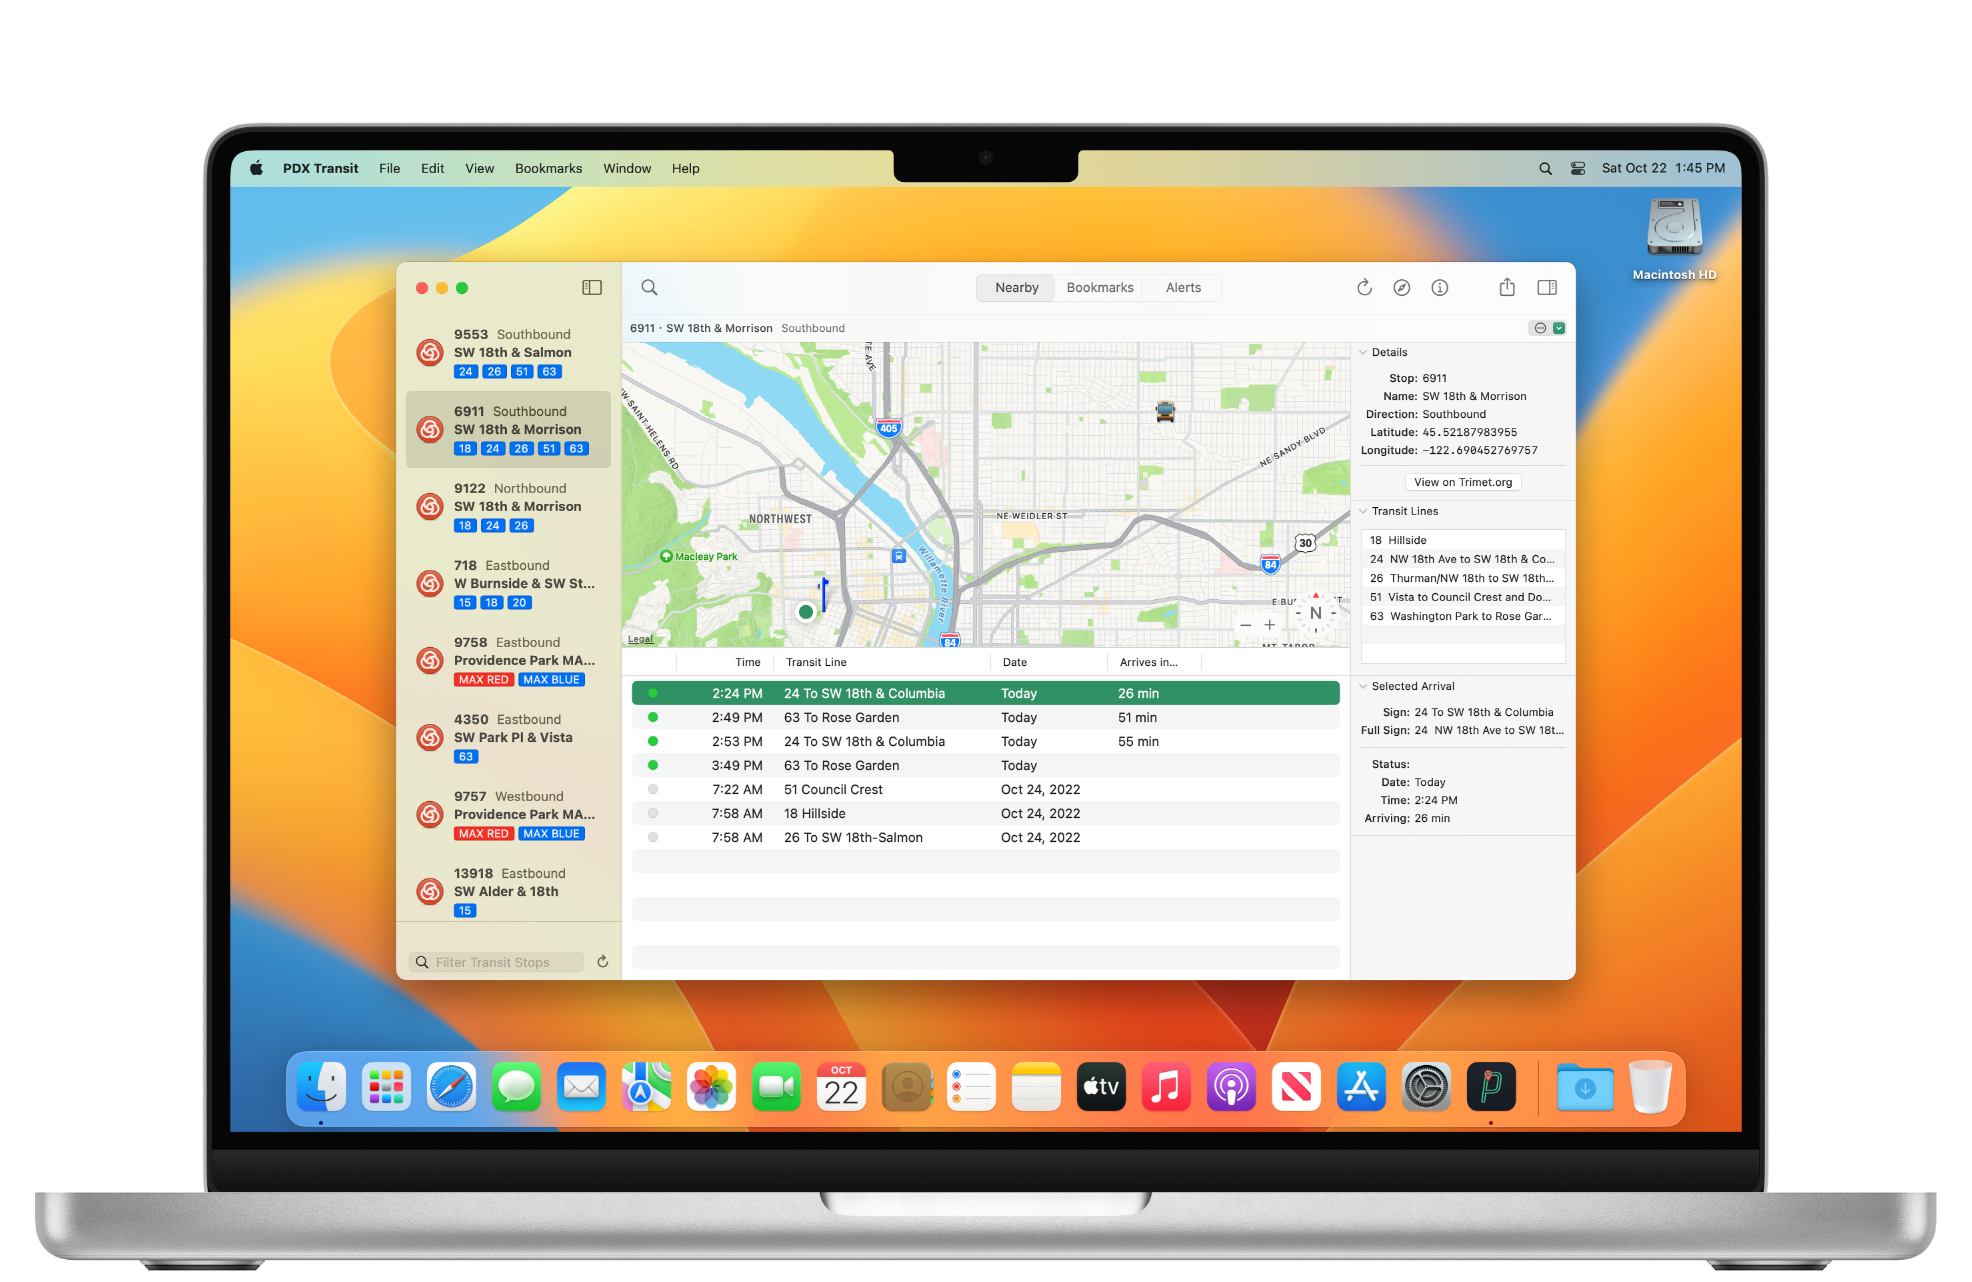 PDX Transit File Edit View Bookmarks Window Help
Sat Oct 22 1:45 PM
Macintosh HD
Nearby Bookmarks Alerts
9553 Southbound
SW 18th & Salmon
24 26 51 63
6911 Southbound
SW 18th & Morrison
18 24 26 51 63
9122 Northbound
SW 18th & Morrison
18 24 26
718 Eastbound
W Burnside & SW St...
15 18 20
9758 Eastbound
Providence Park MA...
MAX RED MAX BLUE
4350 Eastbound
SW Park Pl & Vista
63
9757 Westbound
Providence Park MA...
MAX RED MAX BLUE
13918 Eastbound
SW Alder & 18th
15
Filter Transit Stops
6911 · SW 18th & Morrison Southbound
405
NE SANDY BLVD
NORTHWEST
NE WEIDLER ST
30
84
Macleay Park
Willamette River
N
Legal
84
Time Transit Line Date Arrives in...
2:24 PM 24 To SW 18th & Columbia Today 26 min
2:49 PM 63 To Rose Garden Today 51 min
2:53 PM 24 To SW 18th & Columbia Today 55 min
3:49 PM 63 To Rose Garden Today
7:22 AM 51 Council Crest Oct 24, 2022
7:58 AM 18 Hillside Oct 24, 2022
7:58 AM 26 To SW 18th-Salmon Oct 24, 2022
Details
Stop: 6911
Name: SW 18th & Morrison
Direction: Southbound
Latitude: 45.52187983955
Longitude: -122.690452769757
View on Trimet.org
Transit Lines
18 Hillside
24 NW 18th Ave to SW 18th & Co...
26 Thurman/NW 18th to SW 18th...
51 Vista to Council Crest and Do...
63 Washington Park to Rose Gar...
Selected Arrival
Sign: 24 To SW 18th & Columbia
Full Sign: 24 NW 18th Ave to SW 18t...
Status:
Date: Today
Time: 2:24 PM
Arriving: 26 min
OCT
22
tv